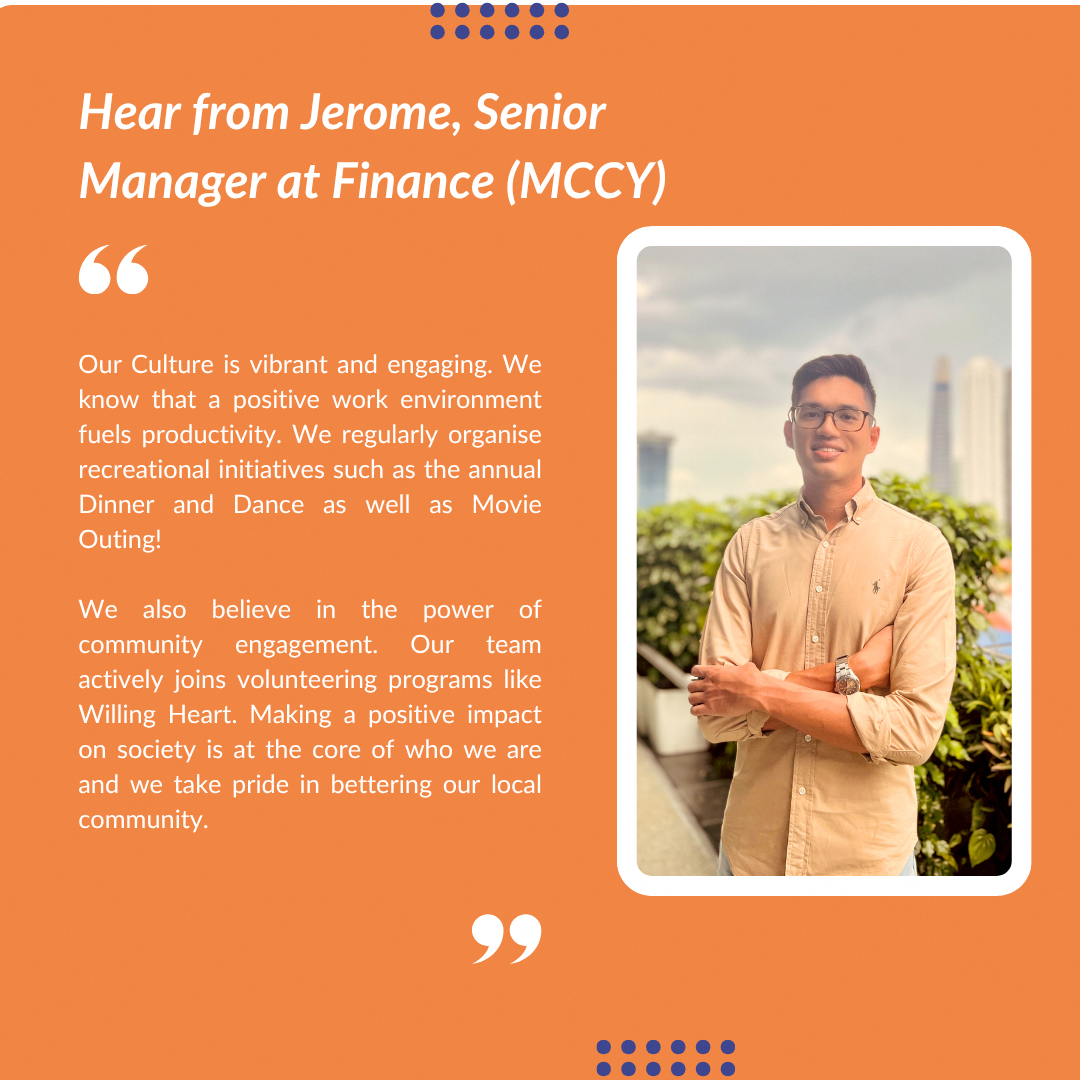 Hear from Jerome, Senior
Manager at Finance (MCCY)
“
Our Culture is vibrant and engaging. We
know that a positive work environment
fuels productivity. We regularly organise
recreational initiatives such as the annual
Dinner and Dance as well as Movie
Outing!
We also believe in the power of
community engagement. Our team
actively joins volunteering programs like
Willing Heart. Making a positive impact
on society is at the core of who we are
and we take pride in bettering our local
community.
”